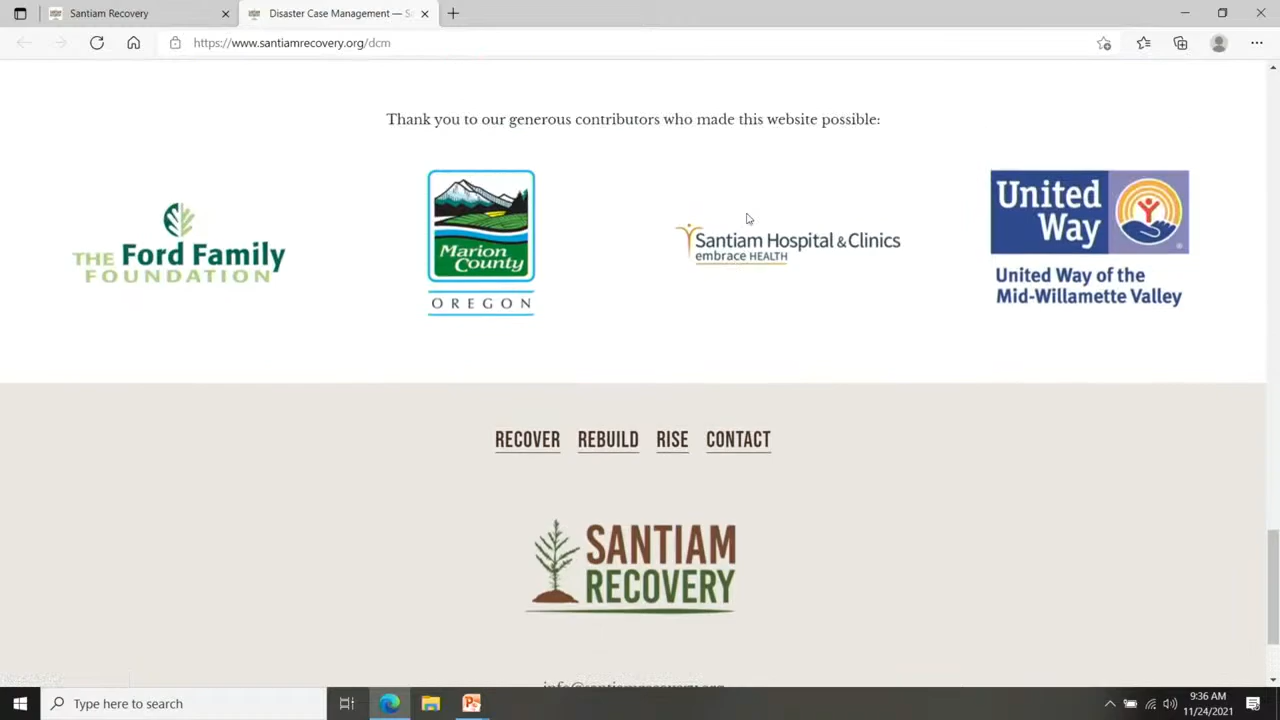 Santiam Recovery
Disaster Case Management — S
https://www.santiamrecovery.org/dcm
Thank you to our generous contributors who made this website possible:
THE Ford Family
FOUNDATION
Marion
County
OREGON
Santiam Hospital & Clinics
embrace HEALTH
United
Way
United Way of the
Mid-Willamette Valley
RECOVER REBUILD RISE CONTACT
SANTIAM
RECOVERY
info@santiamrecovery.org
Type here to search
9:36 AM
11/24/2021